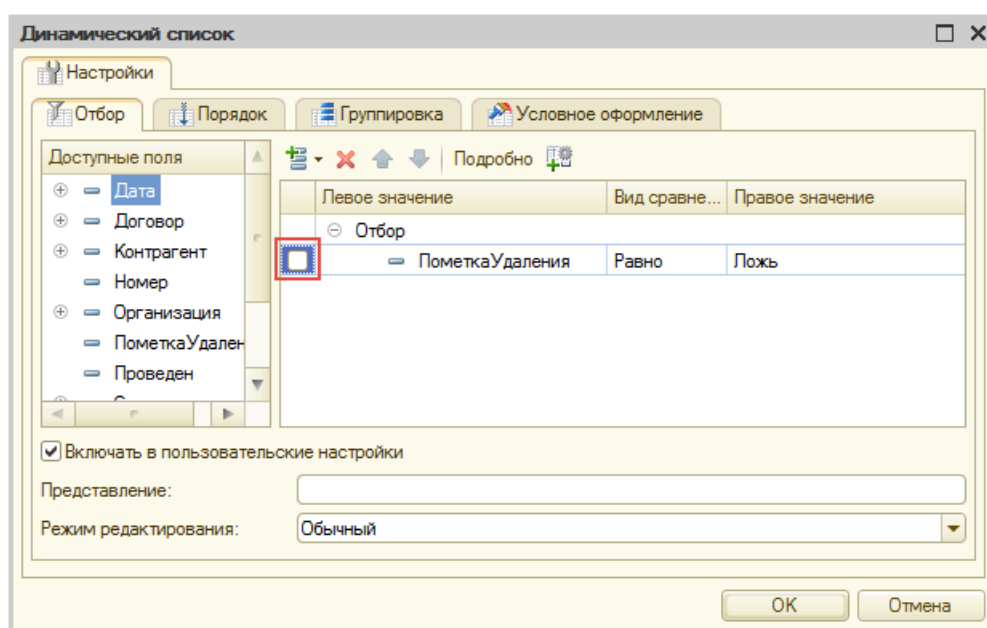 Динамический список
Настройки
Отбор Порядок Группировка Условное оформление
Доступные поля
Дата
Договор
Контрагент
Номер
Организация
ПометкаУдален
Проведен
Подробно
Левое значение Вид сравне... Правое значение
Отбор
ПометкаУдаления Равно Ложь
Включать в пользовательские настройки
Представление:
Режим редактирования: Обычный
OK Отмена